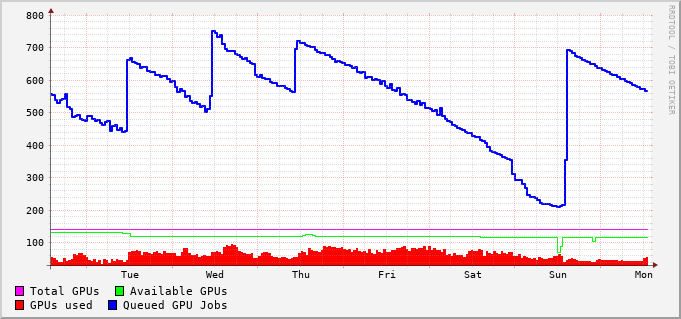 800
700
600
500
400
300
200
100
Tue Wed Thu Fri Sat Sun Mon
Total GPUs Available GPUs
GPUs used Queued GPU Jobs
RRDTOOL / TOBI OETIKER